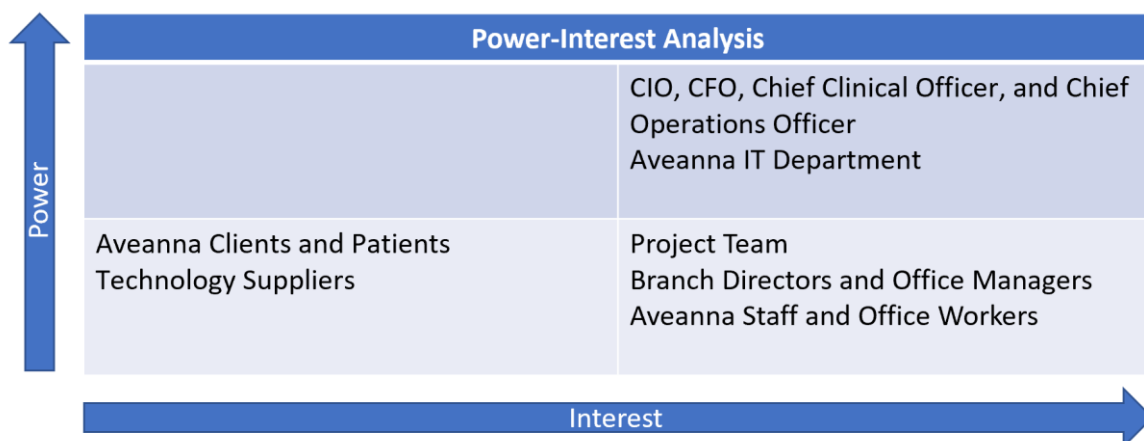 Power-Interest Analysis
Power
CIO, CFO, Chief Clinical Officer, and Chief
Operations Officer
Aveanna IT Department
Aveanna Clients and Patients
Technology Suppliers
Project Team
Branch Directors and Office Managers
Aveanna Staff and Office Workers
Interest